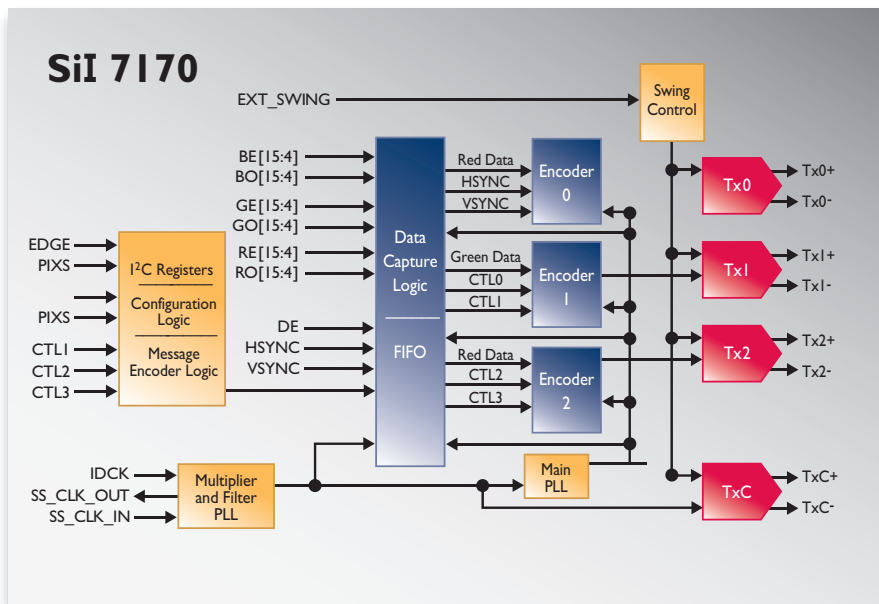 SiI 7170
EXT_SWING
Swing
Control
BE[15:4]
BO[15:4]
GE[15:4]
GO[15:4]
RE[15:4]
RO[15:4]
DE
HSYNC
VSYNC
EDGE
PIXS
PIXS
CTL1
CTL2
CTL3
I²C Registers
Configuration
Logic
Message
Encoder Logic
Data
Capture
Logic
FIFO
Red Data
HSYNC
VSYNC
Encoder
0
Green Data
CTL0
CTL1
Encoder
1
Red Data
CTL2
CTL3
Encoder
2
Tx0
Tx0+
Tx0-
Tx1
Tx1+
Tx1-
Tx2
Tx2+
Tx2-
TxC
TxC+
TxC-
IDCK
SS_CLK_OUT
SS_CLK_IN
Multiplier
and Filter
PLL
Main
PLL